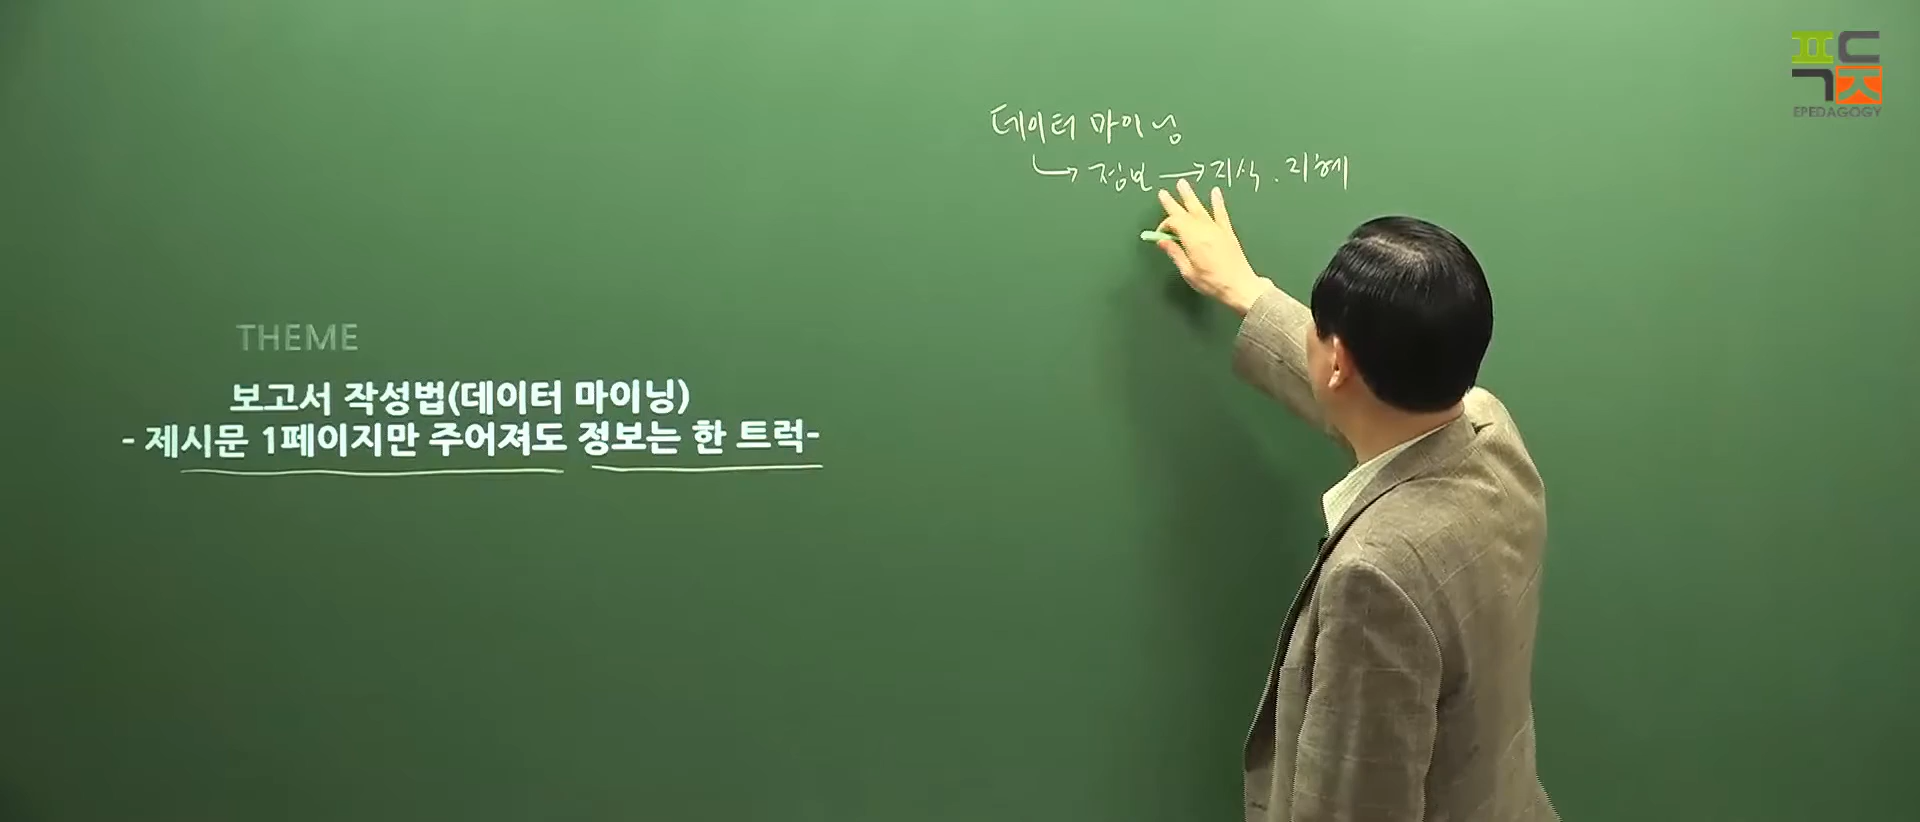 데이터 마이닝
정보 → 지식 . 지혜
THEME
보고서 작성법(데이터 마이닝)
- 제시문 1페이지만 주어져도 정보는 한 트럭-
EPEDAGOGY